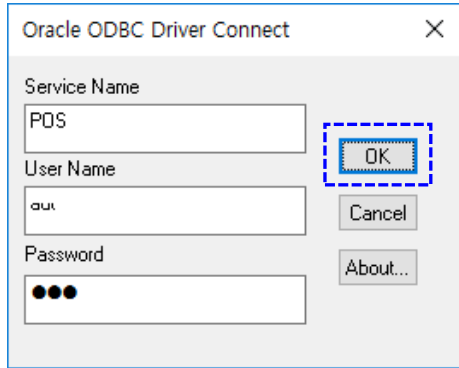 Oracle ODBC Driver Connect
Service Name
POS
OK
User Name
Cancel
Password
About...
●●●